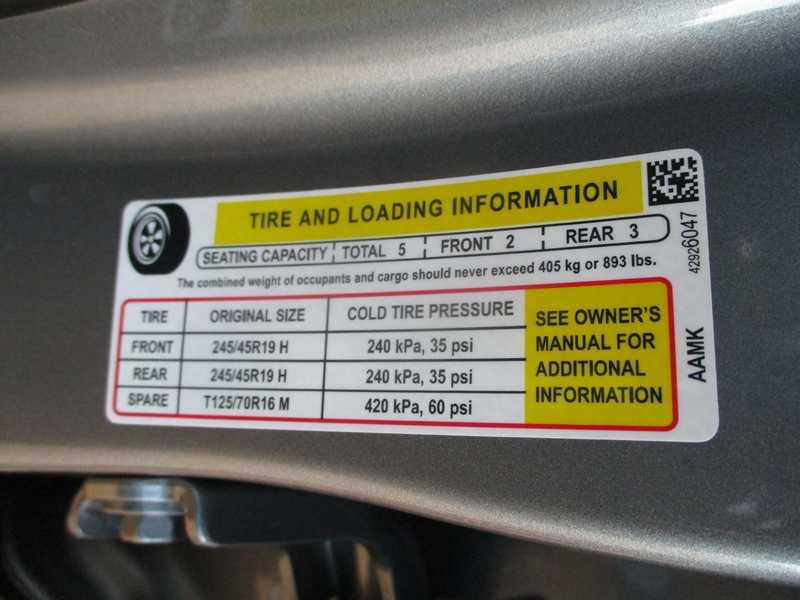 TIRE AND LOADING INFORMATION
SEATING CAPACITY TOTAL 5 FRONT 2 REAR 3
The combined weight of occupants and cargo should never exceed 405 kg or 893 lbs.
TIRE ORIGINAL SIZE COLD TIRE PRESSURE
FRONT 245/45R19 H 240 kPa, 35 psi
REAR 245/45R19 H 240 kPa, 35 psi
SPARE T125/70R16 M 420 kPa, 60 psi
SEE OWNER'S
MANUAL FOR
ADDITIONAL
INFORMATION
42926047
AAMK